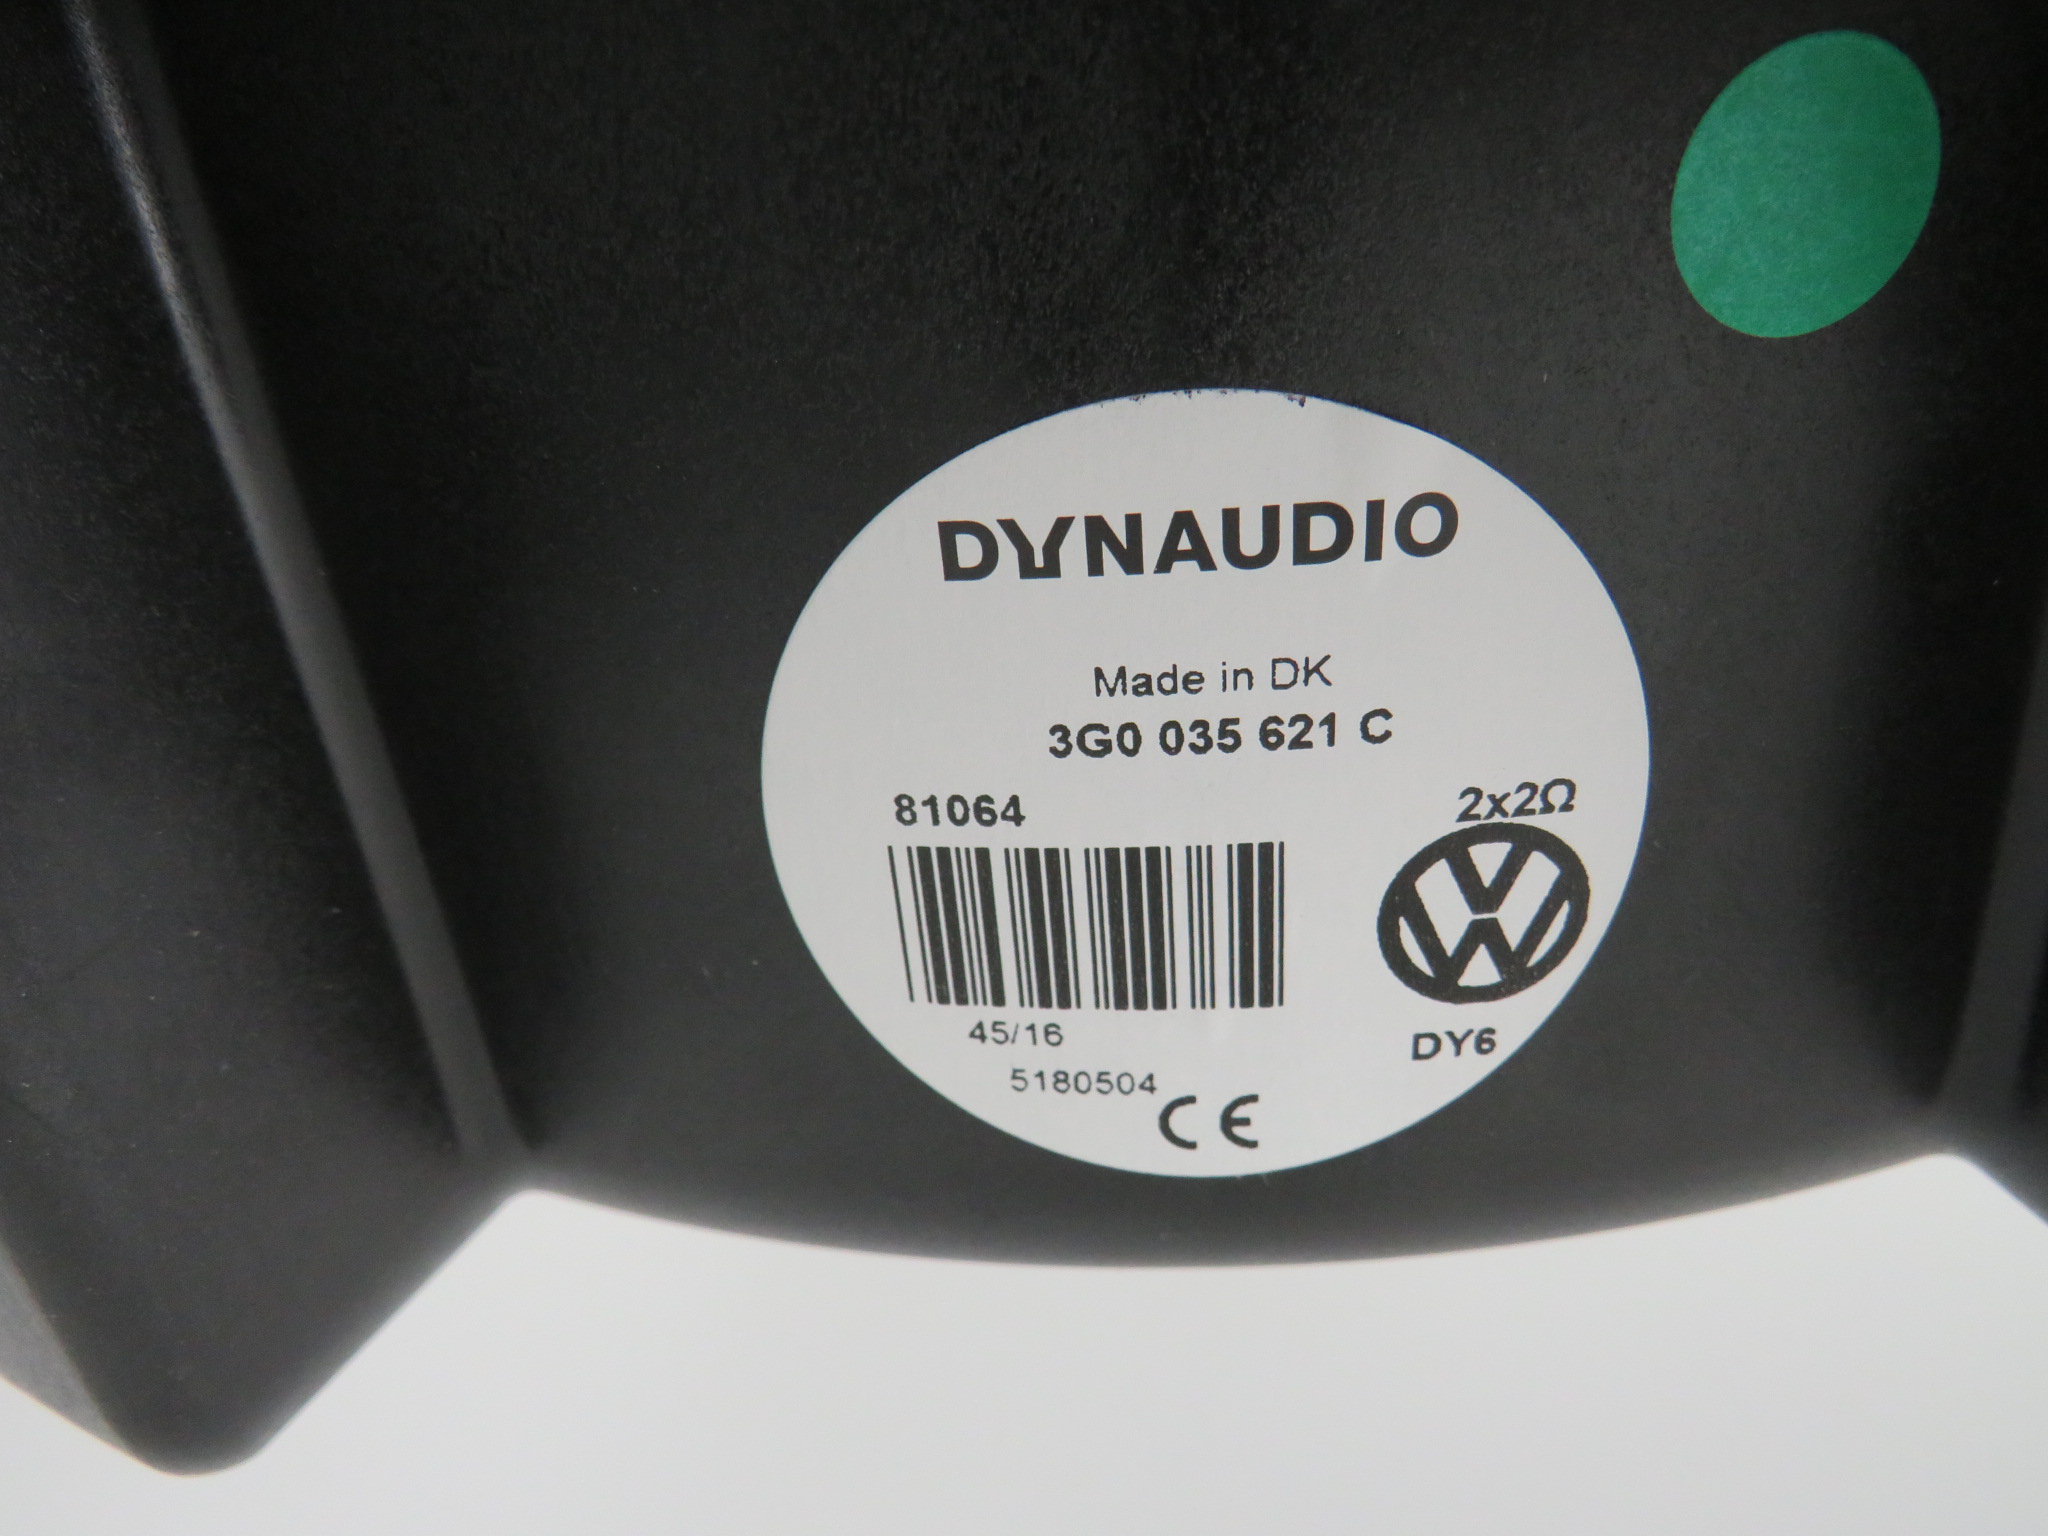 DYNAUDIO
Made in DK
3G0 035 621 C
81064
2x2Ω
45/16
DY6
5180504
CE